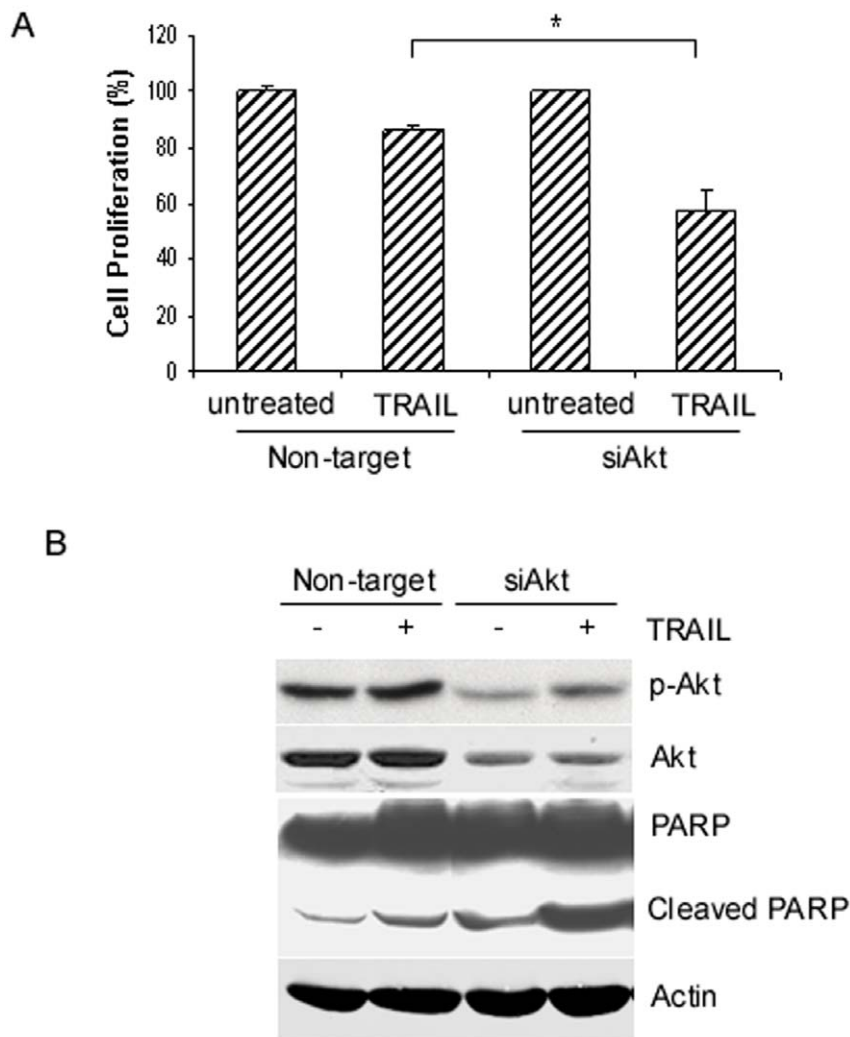 A
Cell Proliferation (%)
120
100
80
60
40
20
0
*
untreated TRAIL untreated TRAIL
Non-target siAkt
B
Non-target siAkt
- + - + TRAIL
p-Akt
Akt
PARP
Cleaved PARP
Actin